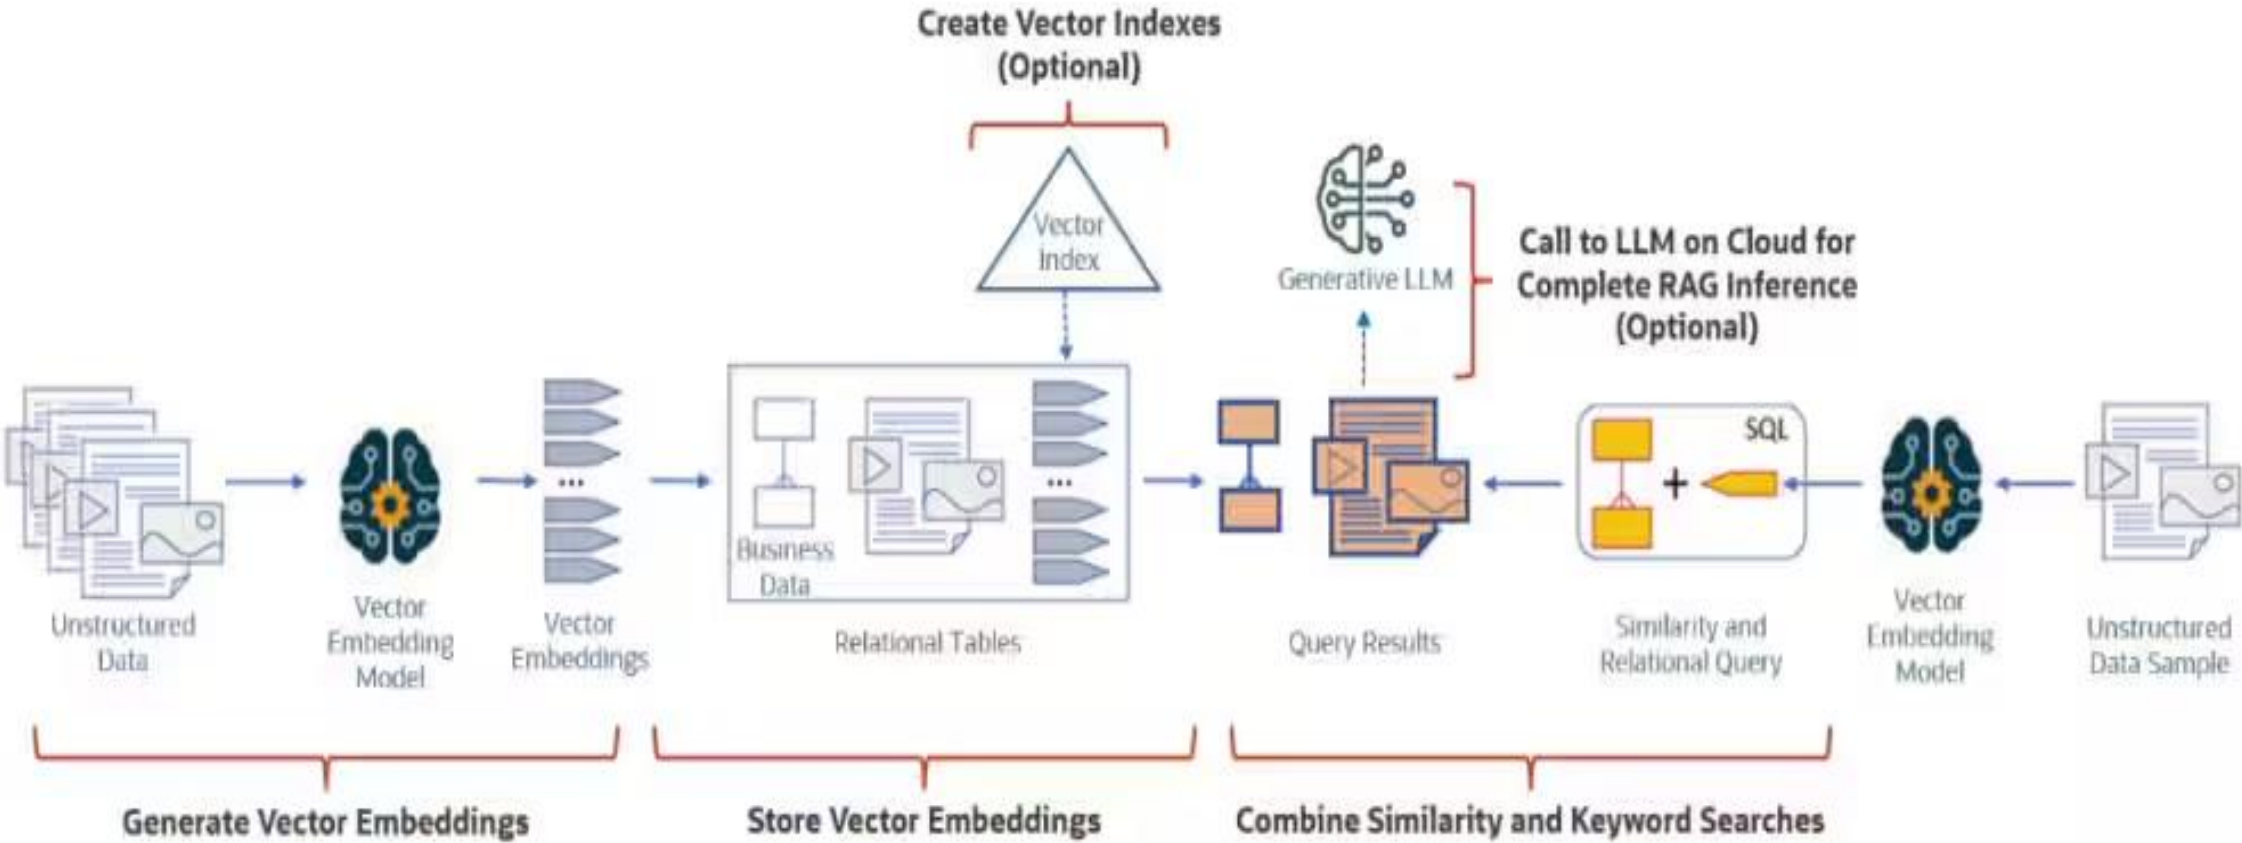 Create Vector Indexes
(Optional)
Vector
Index
Generative LLM
Call to LLM on Cloud for
Complete RAG Inference
(Optional)
SQL
...
...
Business
Data
Unstructured
Data
Vector
Embedding
Model
Vector
Embeddings
Relational Tables
Query Results
Similarity and
Relational Query
Vector
Embedding
Model
Unstructured
Data Sample
Generate Vector Embeddings
Store Vector Embeddings
Combine Similarity and Keyword Searches